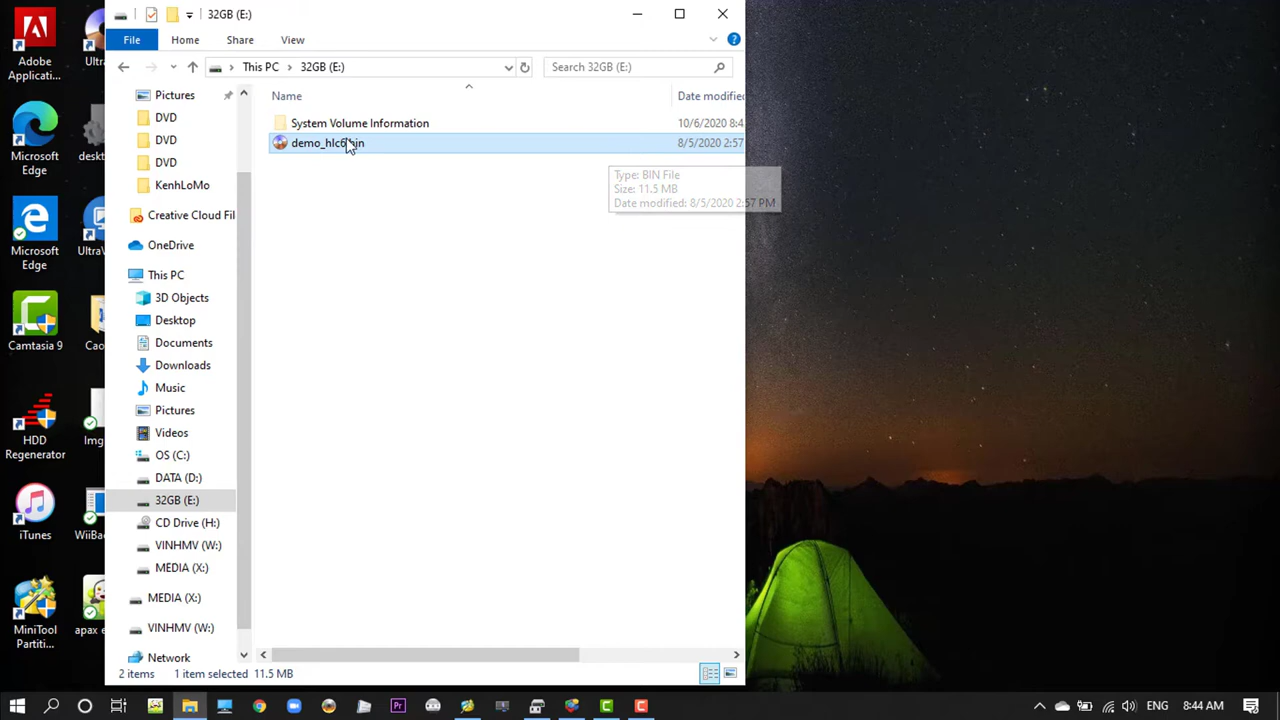 32GB (E:)
File
Home
Share
View
This PC
32GB (E:)
Search 32GB (E:)
Name
Date modified
System Volume Information
10/6/2020 8:4
8/5/2020 2:57
Type: BIN File
Size: 11.5 MB
Date modified: 8/5/2020 2:57 PM
Pictures
DVD
DVD
DVD
KenhLoMo
Creative Cloud Fil
OneDrive
This PC
3D Objects
Desktop
Documents
Downloads
Music
Pictures
Videos
OS (C:)
DATA (D:)
32GB (E:)
CD Drive (H:)
VINHMV (W:)
MEDIA (X:)
MEDIA (X:)
VINHMV (W:)
Network
2 items
1 item selected
11.5 MB
Adobe
Applicati...
Microsoft
Edge
Microsoft
Edge
Camtasia 9
HDD
Regenerator
iTunes
MiniTool
Partiti...
Ultra
desk
UltraV
Cao
Img
WiiBa
apax e
Pr
ENG
8:44 AM